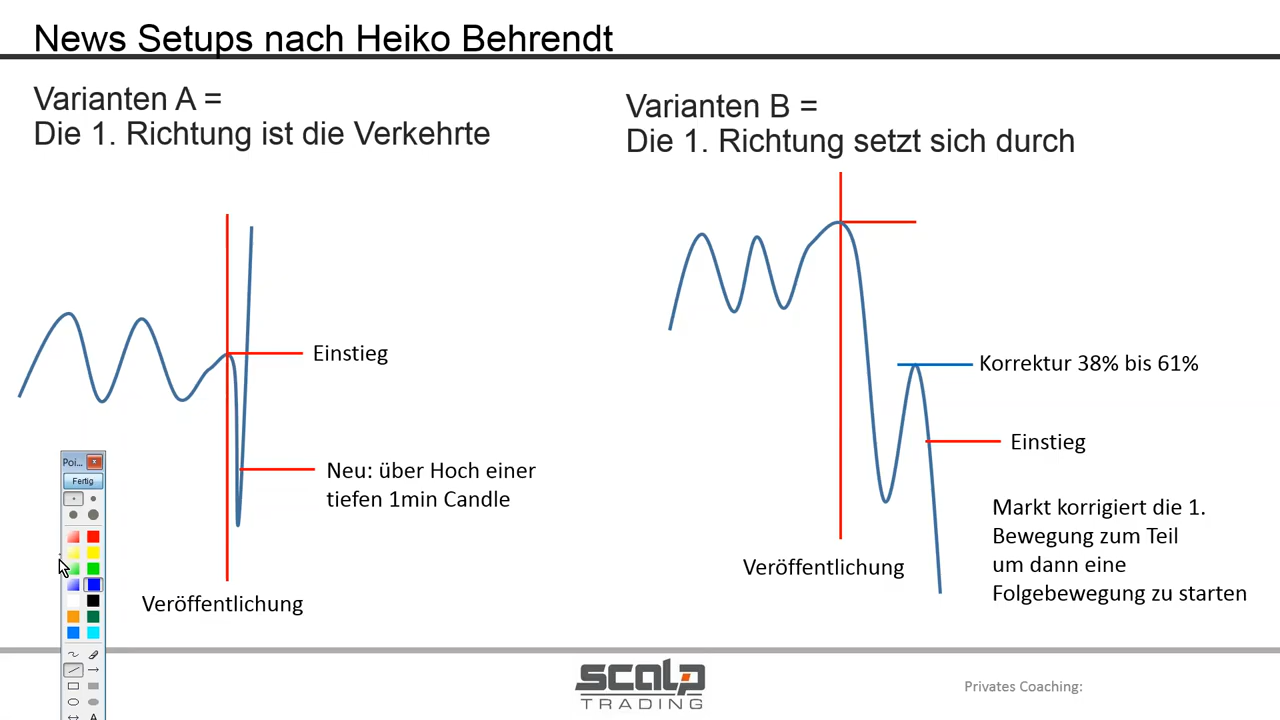 News Setups nach Heiko Behrendt
Varianten A =
Die 1. Richtung ist die Verkehrte
Varianten B =
Die 1. Richtung setzt sich durch
Einstieg
Neu: über Hoch einer
tiefen 1min Candle
Veröffentlichung
Korrektur 38% bis 61%
Einstieg
Markt korrigiert die 1.
Bewegung zum Teil
um dann eine
Folgebewegung zu starten
Veröffentlichung
Poi...
Fertig
A
SCALP
TRADING
Privates Coaching: